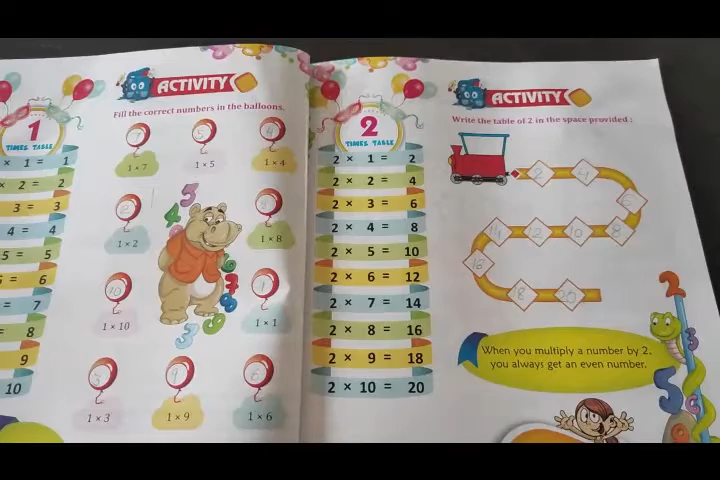 ACTIVITY
Fill the correct numbers in the balloons.
1
TIMES TABLE
× 1 = 1
× 2 = 2
3 = 3
4 = 4
= 5
= 6
= 7
= 8
9
10
7
5
4
1 × 7
1 × 5
1 × 4
2
8
1 × 2
1 × 8
10
1
1 × 10
1 × 1
3
9
6
1 × 3
1 × 9
1 × 6
2
TIMES TABLE
2 × 1 = 2
2 × 2 = 4
2 × 3 = 6
2 × 4 = 8
2 × 5 = 10
2 × 6 = 12
2 × 7 = 14
2 × 8 = 16
2 × 9 = 18
2 × 10 = 20
ACTIVITY
Write the table of 2 in the space provided :
2 4
6
14 12 10 8
16
18 20
When you multiply a number by 2,
you always get an even number.